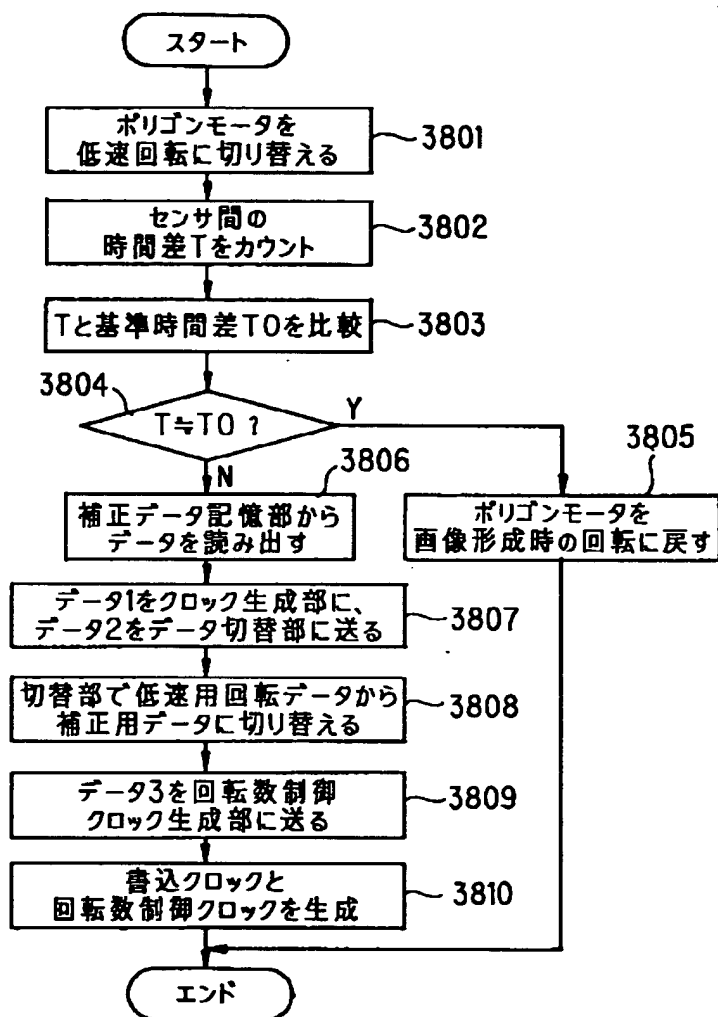 スタート
ポリゴンモータを
低速回転に切り替える
3801
センサ間の
時間差Tをカウント
3802
Tと基準時間差T0を比較
3803
3804
T≒T0 ?
Y
N
3805
ポリゴンモータを
画像形成時の回転に戻す
3806
補正データ記憶部から
データを読み出す
データ1をクロック生成部に、
データ2をデータ切替部に送る
3807
切替部で低速用回転データから
補正用データに切り替える
3808
データ3を回転数制御
クロック生成部に送る
3809
書込クロックと
回転数制御クロックを生成
3810
エンド